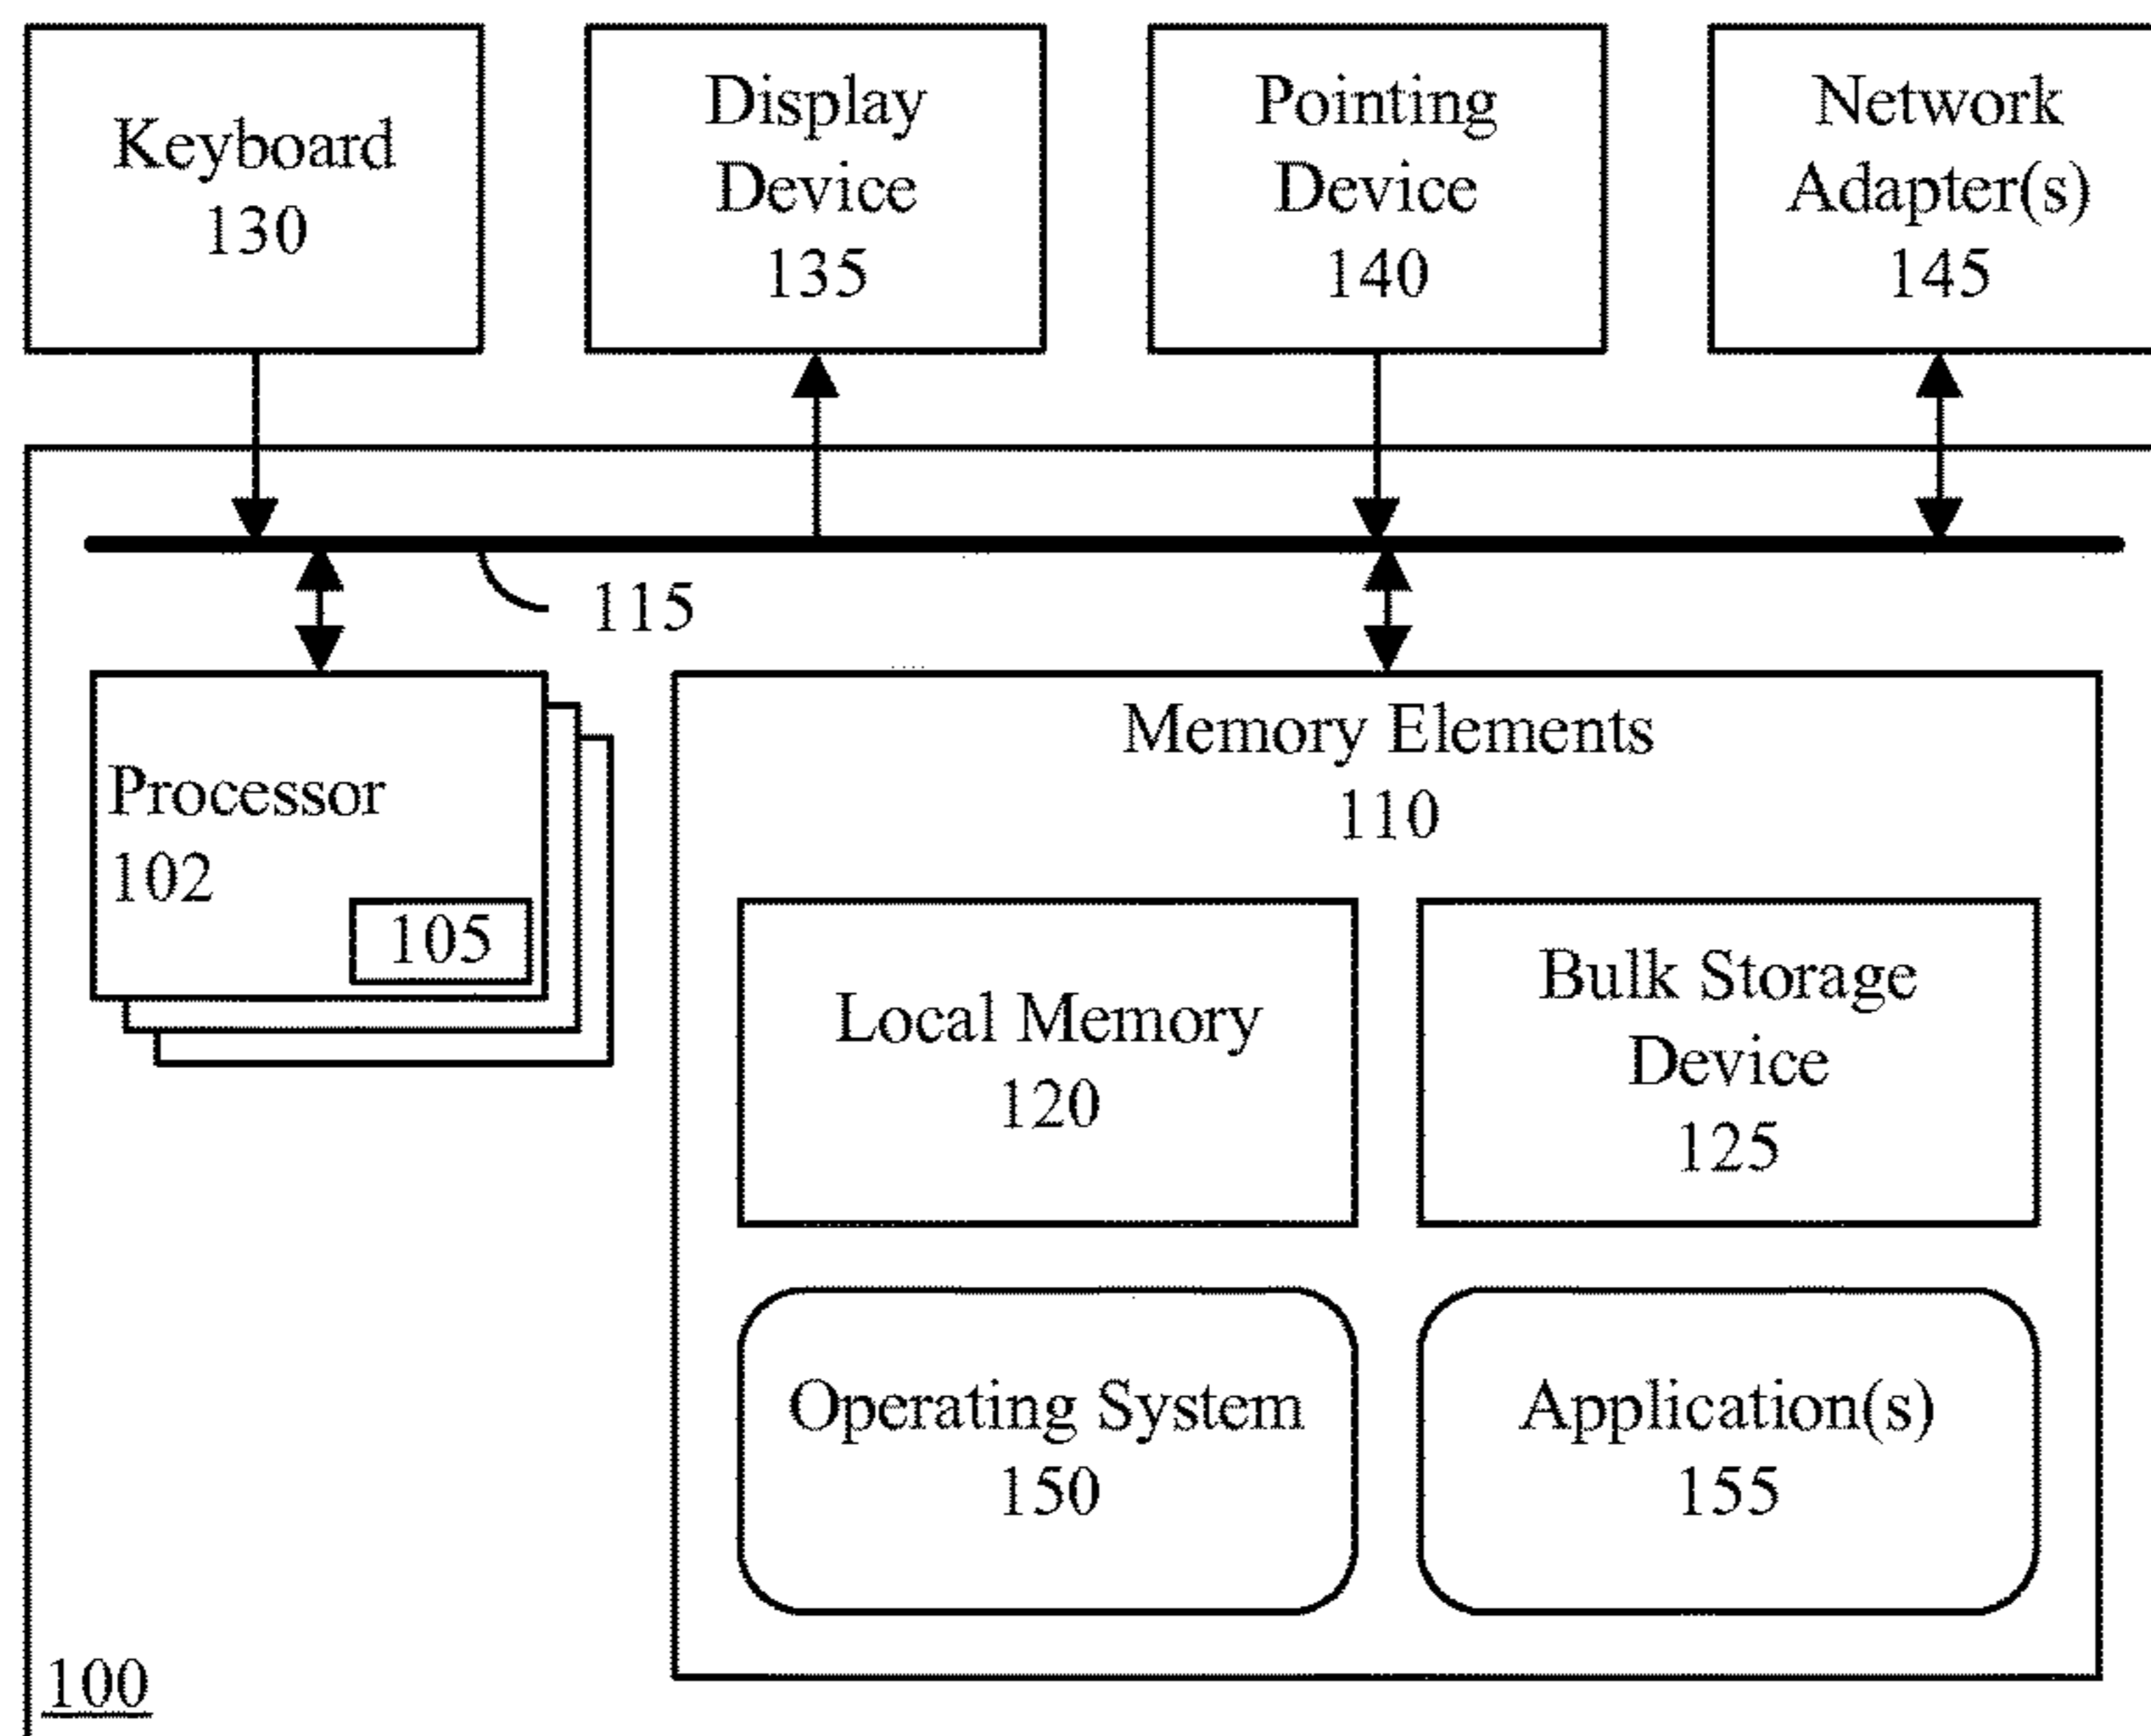 Keyboard
130
Display
Device
135
Pointing
Device
140
Network
Adapter(s)
145
115
Processor
102
105
Memory Elements
110
Local Memory
120
Bulk Storage
Device
125
Operating System
150
Application(s)
155
100